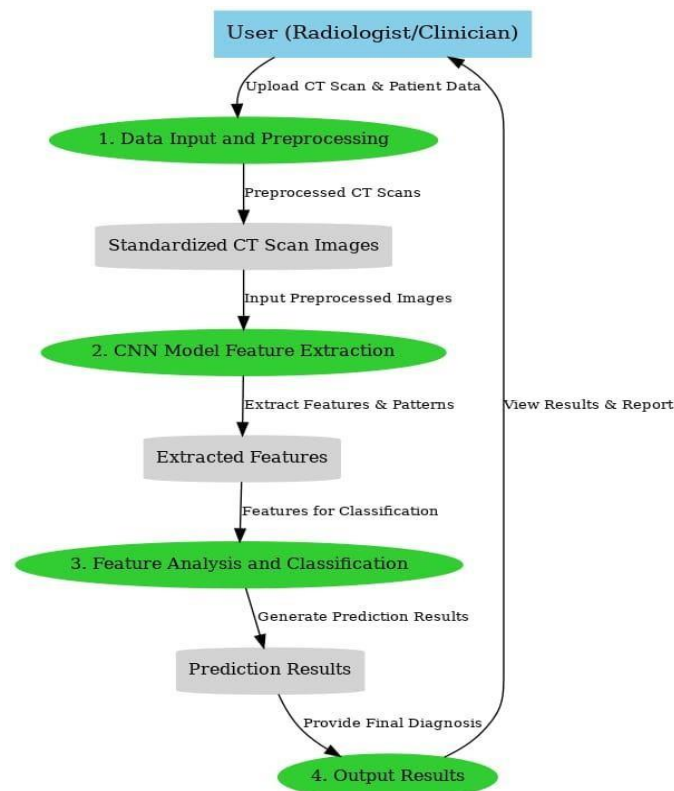 User (Radiologist/Clinician)
Upload CT Scan & Patient Data
1. Data Input and Preprocessing
Preprocessed CT Scans
Standardized CT Scan Images
Input Preprocessed Images
2. CNN Model Feature Extraction
Extract Features & Patterns
View Results & Report
Extracted Features
Features for Classification
3. Feature Analysis and Classification
Generate Prediction Results
Prediction Results
Provide Final Diagnosis
4. Output Results